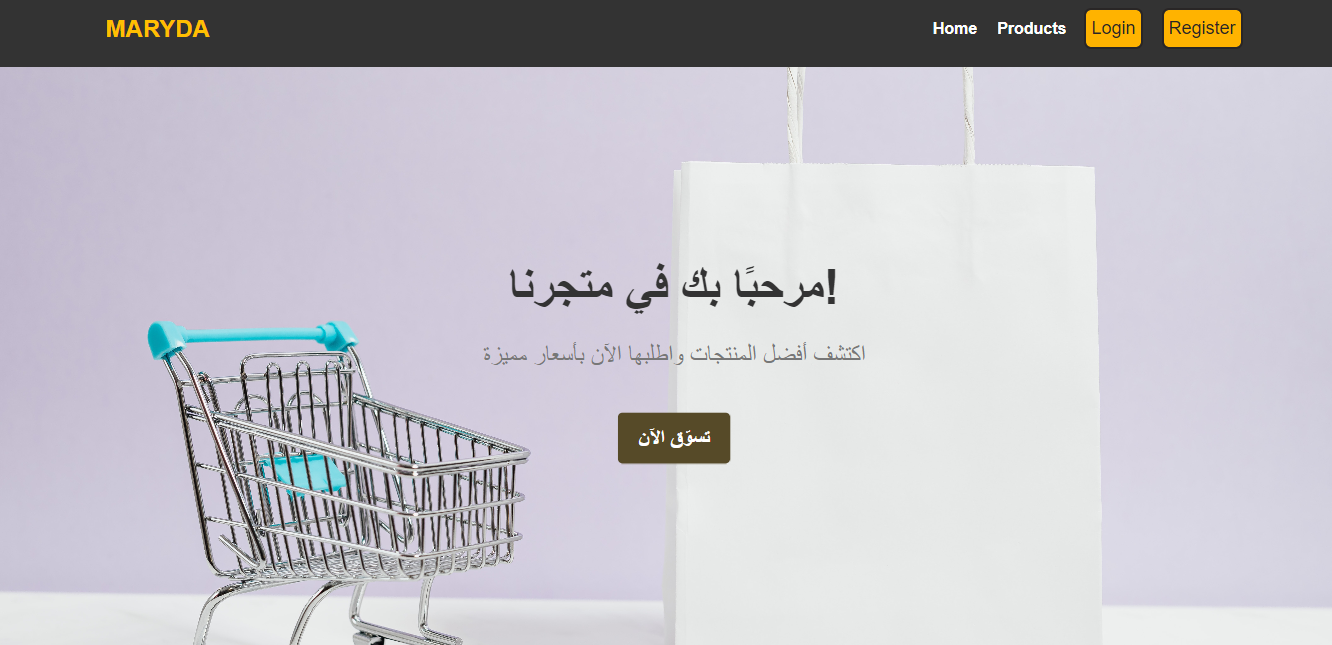 MARYDA
Home Products Login Register
مرحبًا بك في متجرنا!
اكتشف أفضل المنتجات واطلبها الآن بأسعار مميزة
تسوّق الآن